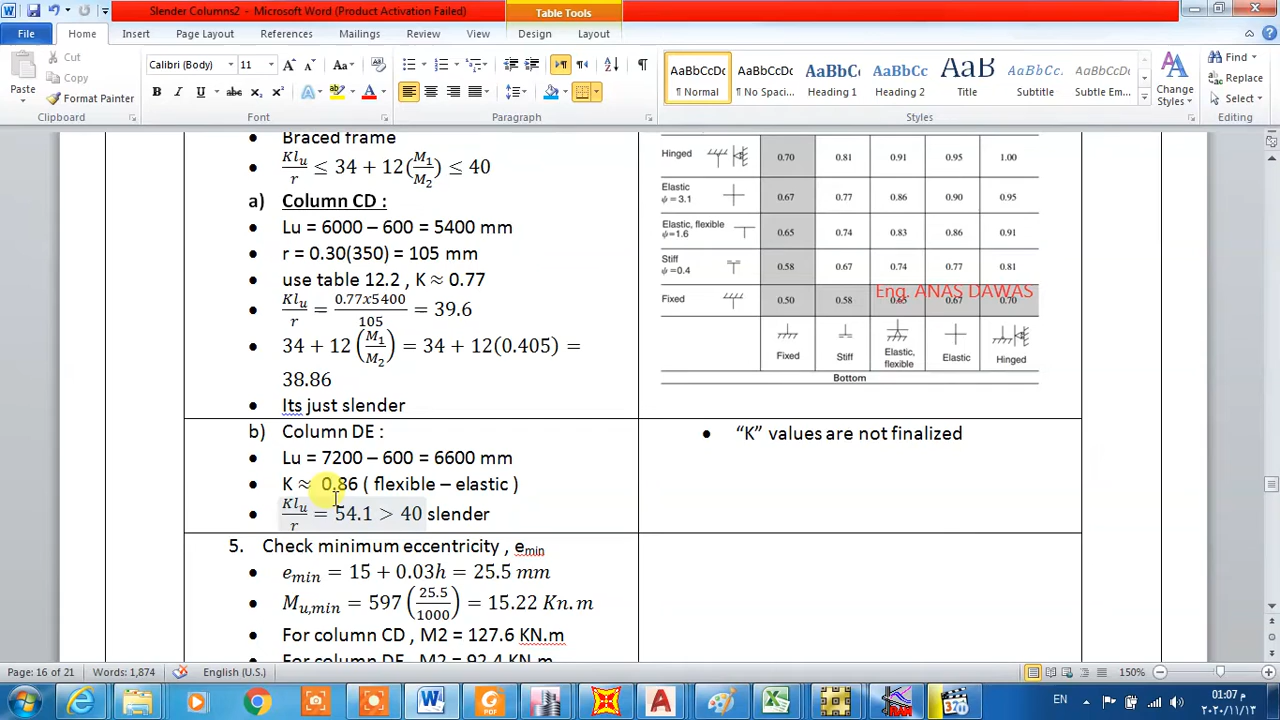 Slender Columns2 - Microsoft Word (Product Activation Failed)
Table Tools
File Home Insert Page Layout References Mailings Review View Design Layout
Paste
Cut
Copy
Format Painter
Clipboard
Calibri (Body) 11
Font
Paragraph
AaBbCcDc AaBbCcDc AaBbC‹ AaBbCc AaB AaBbCc. AaBbCcDc
¶ Normal ¶ No Spaci... Heading 1 Heading 2 Title Subtitle Subtle Em...
Styles
Change Styles
Find
Replace
Select
Editing
• Braced frame
• Klu/r ≤ 34 + 12(M1/M2) ≤ 40
a) Column CD :
• Lu = 6000 – 600 = 5400 mm
• r = 0.30(350) = 105 mm
• use table 12.2 , K ≈ 0.77
• Klu/r = 0.77x5400/105 = 39.6
• 34 + 12 (M1/M2) = 34 + 12(0.405) =
38.86
• Its just slender
b) Column DE :
• Lu = 7200 – 600 = 6600 mm
• K ≈ 0.86 ( flexible – elastic )
• Klu/r = 54.1 > 40 slender
5. Check minimum eccentricity , emin
• emin = 15 + 0.03h = 25.5 mm
• Mu,min = 597 (25.5/1000) = 15.22 Kn.m
• For column CD , M2 = 127.6 KN.m
• For column DE , M2 = 92.4 KN.m
Hinged 0.70 0.81 0.91 0.95 1.00
Elastic ψ = 3.1 0.67 0.77 0.86 0.90 0.95
Elastic, flexible ψ = 1.6 0.65 0.74 0.83 0.86 0.91
Stiff ψ = 0.4 0.58 0.67 0.74 0.77 0.81
Eng. ANAS DAWAS
Fixed 0.50 0.58 0.65 0.67 0.70
Fixed Stiff Elastic, flexible Elastic Hinged
Bottom
• “K” values are not finalized
Page: 16 of 21 Words: 1,874 English (U.S.) 150%
EN
01:07 م
٢٠٢٠/١١/١٣